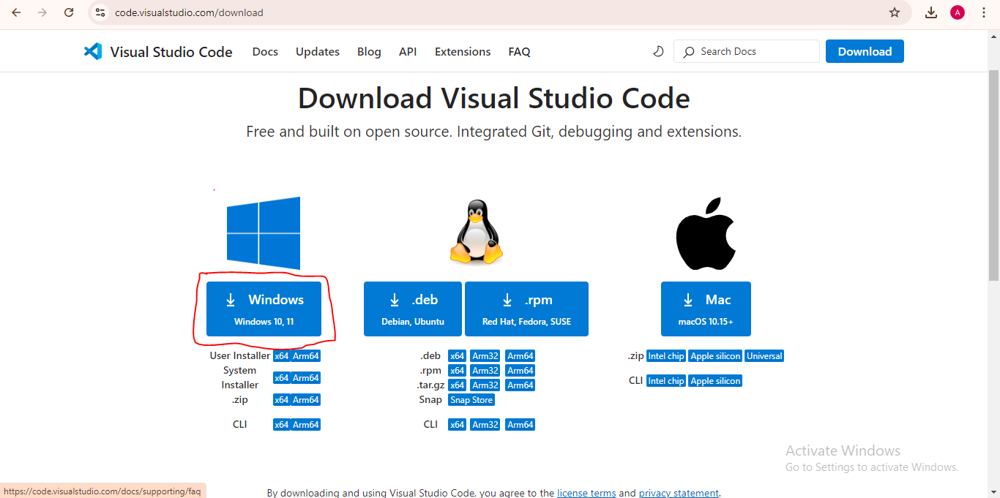 code.visualstudio.com/download
A
Visual Studio Code Docs Updates Blog API Extensions FAQ Search Docs Download
Download Visual Studio Code
Free and built on open source. Integrated Git, debugging and extensions.
Windows
Windows 10, 11
.deb
Debian, Ubuntu
.rpm
Red Hat, Fedora, SUSE
Mac
macOS 10.15+
User Installer x64 Arm64
System
Installer x64 Arm64
.zip x64 Arm64
CLI x64 Arm64
.deb x64 Arm32 Arm64
.rpm x64 Arm32 Arm64
.tar.gz x64 Arm32 Arm64
Snap Snap Store
CLI x64 Arm32 Arm64
.zip Intel chip Apple silicon Universal
CLI Intel chip Apple silicon
Activate Windows
Go to Settings to activate Windows.
https://code.visualstudio.com/docs/supporting/faq
By downloading and using Visual Studio Code, you agree to the license terms and privacy statement.